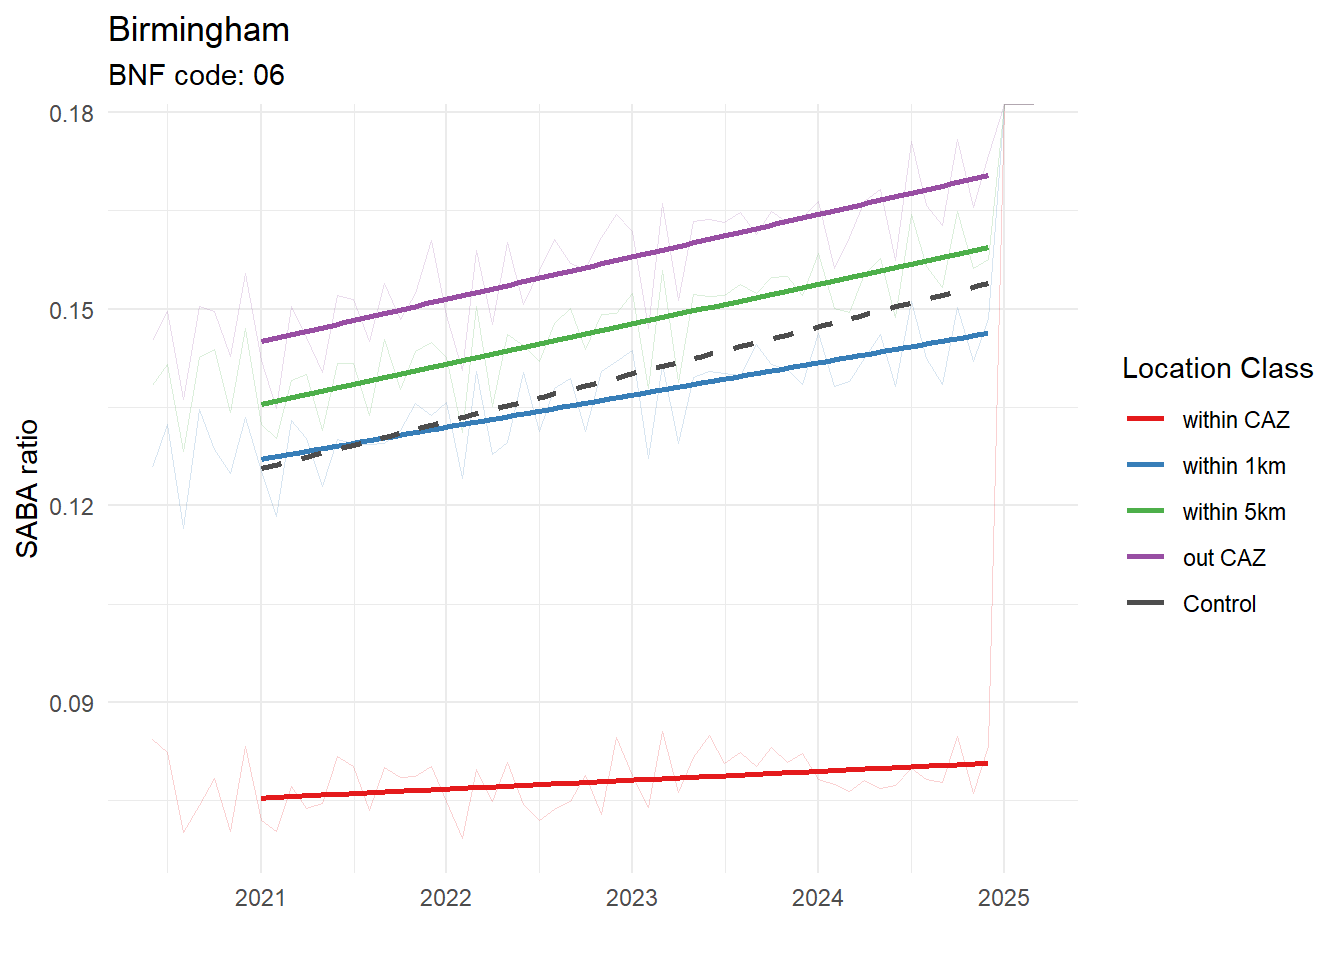 Birmingham
BNF code: 06
SABA ratio
0.18
0.15
0.12
0.09
2021
2022
2023
2024
2025
Location Class
within CAZ
within 1km
within 5km
out CAZ
Control